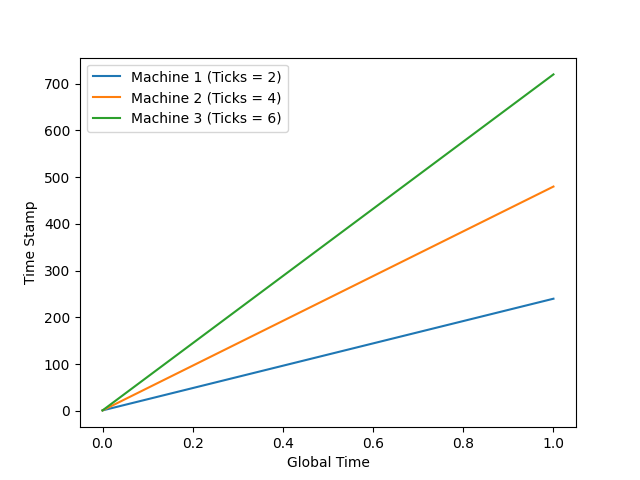 Machine 1 (Ticks = 2)
Machine 2 (Ticks = 4)
Machine 3 (Ticks = 6)
700
600
500
400
300
200
100
0
Time Stamp
0.0 0.2 0.4 0.6 0.8 1.0
Global Time